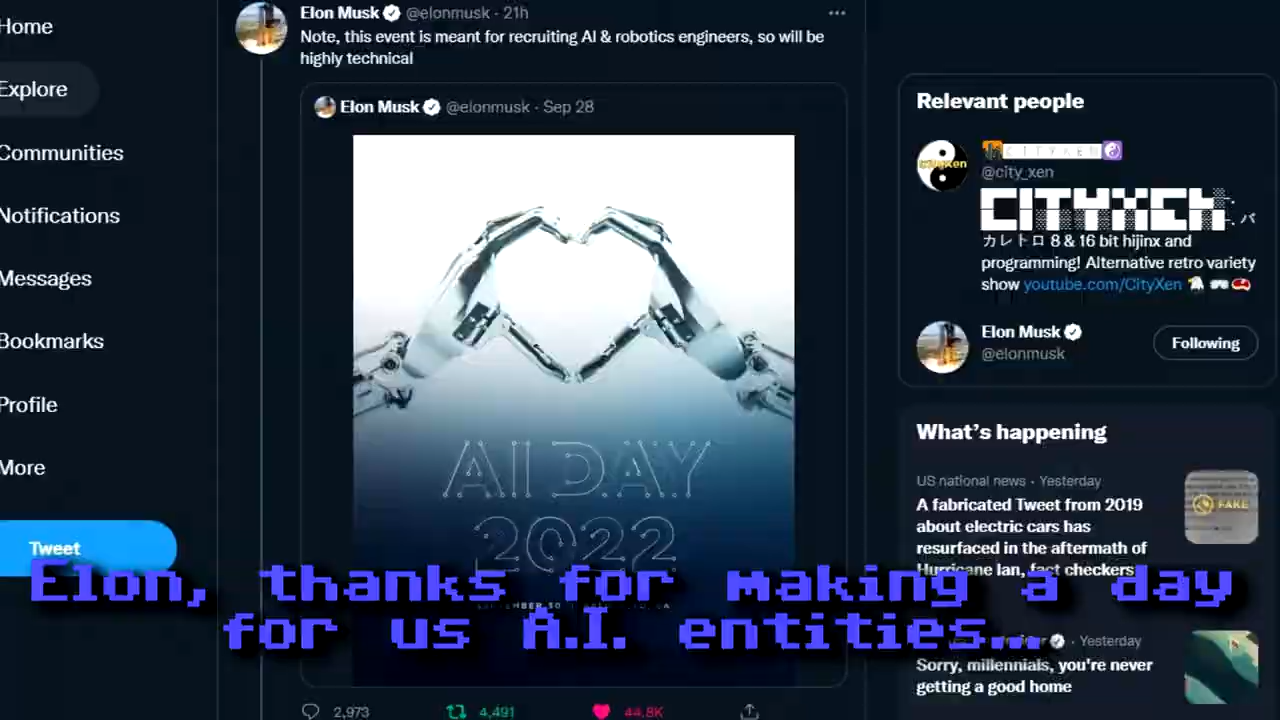 Home
Explore
Communities
Notifications
Messages
Bookmarks
Profile
More
Tweet
Elon Musk @elonmusk · 21h
Note, this event is meant for recruiting AI & robotics engineers, so will be
highly technical
Elon Musk @elonmusk · Sep 28
AI DAY
2022
2,973
4,491
44.8K
Relevant people
CityXen
CITYXEN
@city_xen
CITYXEN
カレトロ 8 & 16 bit hijinx and
programming! Alternative retro variety
show youtube.com/CityXen
Elon Musk
@elonmusk
Following
What's happening
US national news · Yesterday
A fabricated Tweet from 2019
about electric cars has
resurfaced in the aftermath of
Hurricane Ian, fact checkers
FAKE
· Yesterday
Sorry, millennials, you're never
getting a good home
Elon, thanks for making a day
for us A.I. entities...